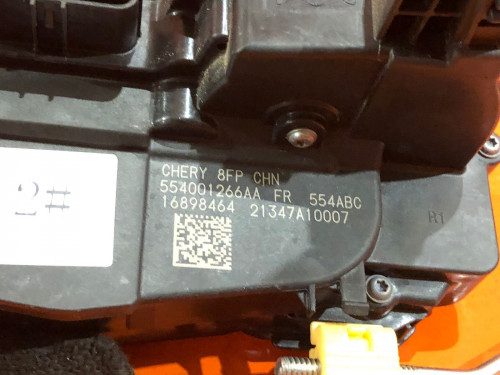 CHERY 8FP CHN
554001266AA FR 554ABC
16898464 21347A10007
R1
2#